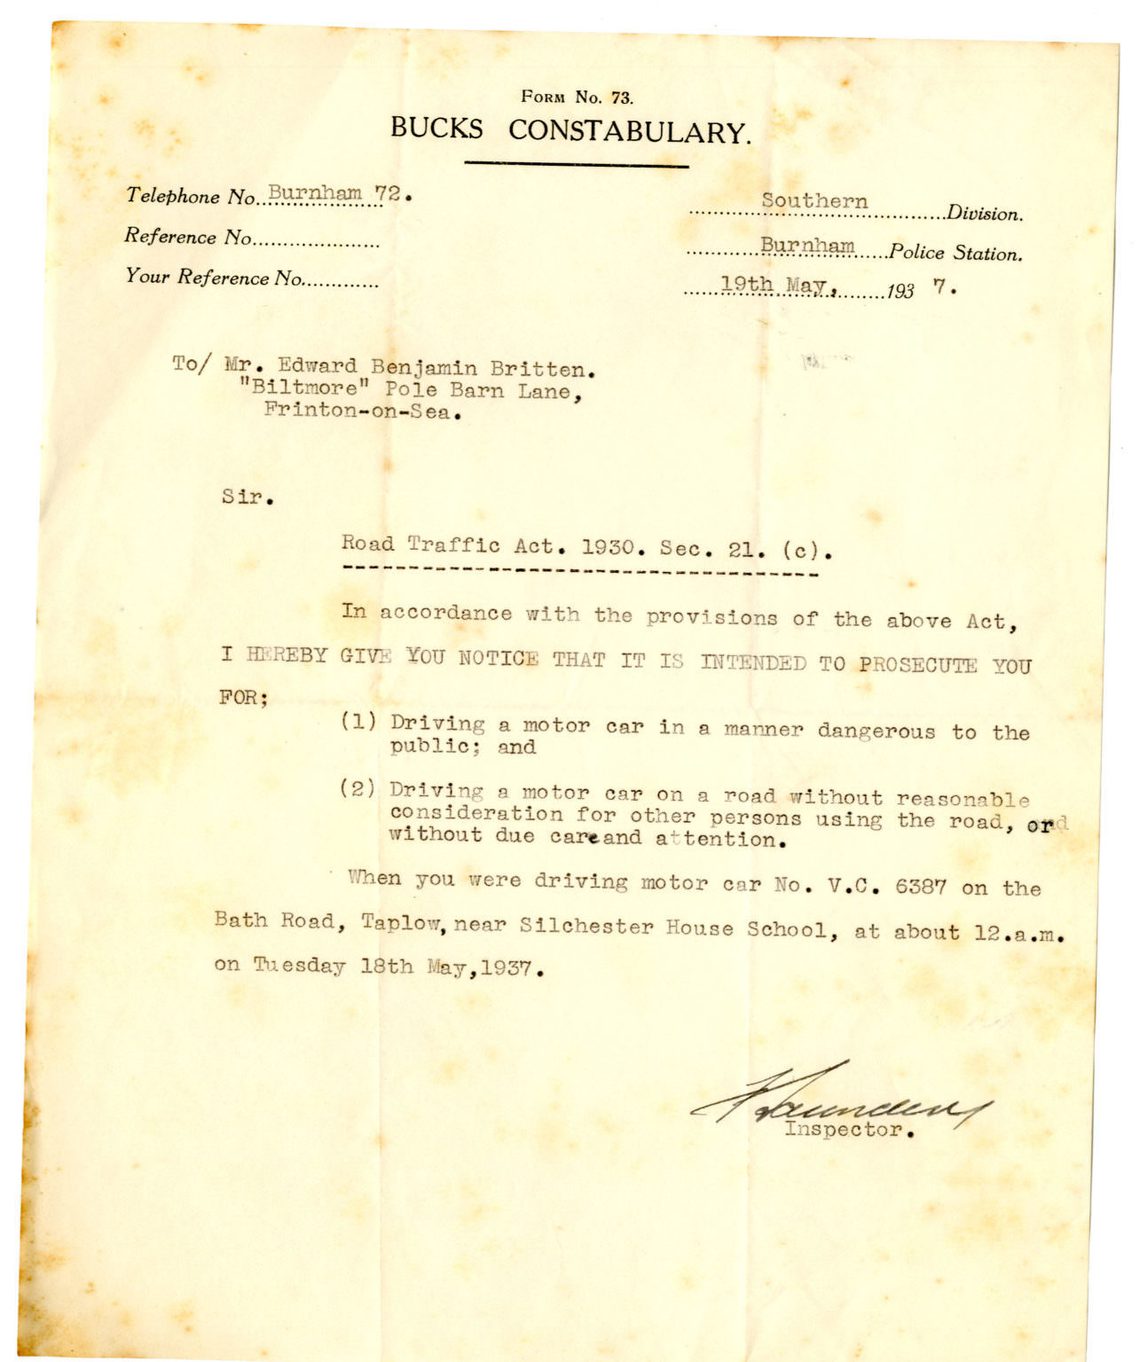 FORM No. 73.
BUCKS CONSTABULARY.
Telephone No. Burnham 72.
Southern Division.
Reference No.
Burnham Police Station.
Your Reference No.
19th May, 193 7.
To/ Mr. Edward Benjamin Britten.
"Biltmore" Pole Barn Lane,
Frinton-on-Sea.
Sir.
Road Traffic Act. 1930. Sec. 21. (c).
In accordance with the provisions of the above Act,
I HEREBY GIVE YOU NOTICE THAT IT IS INTENDED TO PROSECUTE YOU
FOR;
(1) Driving a motor car in a manner dangerous to the
public; and
(2) Driving a motor car on a road without reasonable
consideration for other persons using the road, or
without due care and attention.
When you were driving motor car No. V.C. 6387 on the
Bath Road, Taplow, near Silchester House School, at about 12.a.m.
on Tuesday 18th May,1937.
Saunders
Inspector.